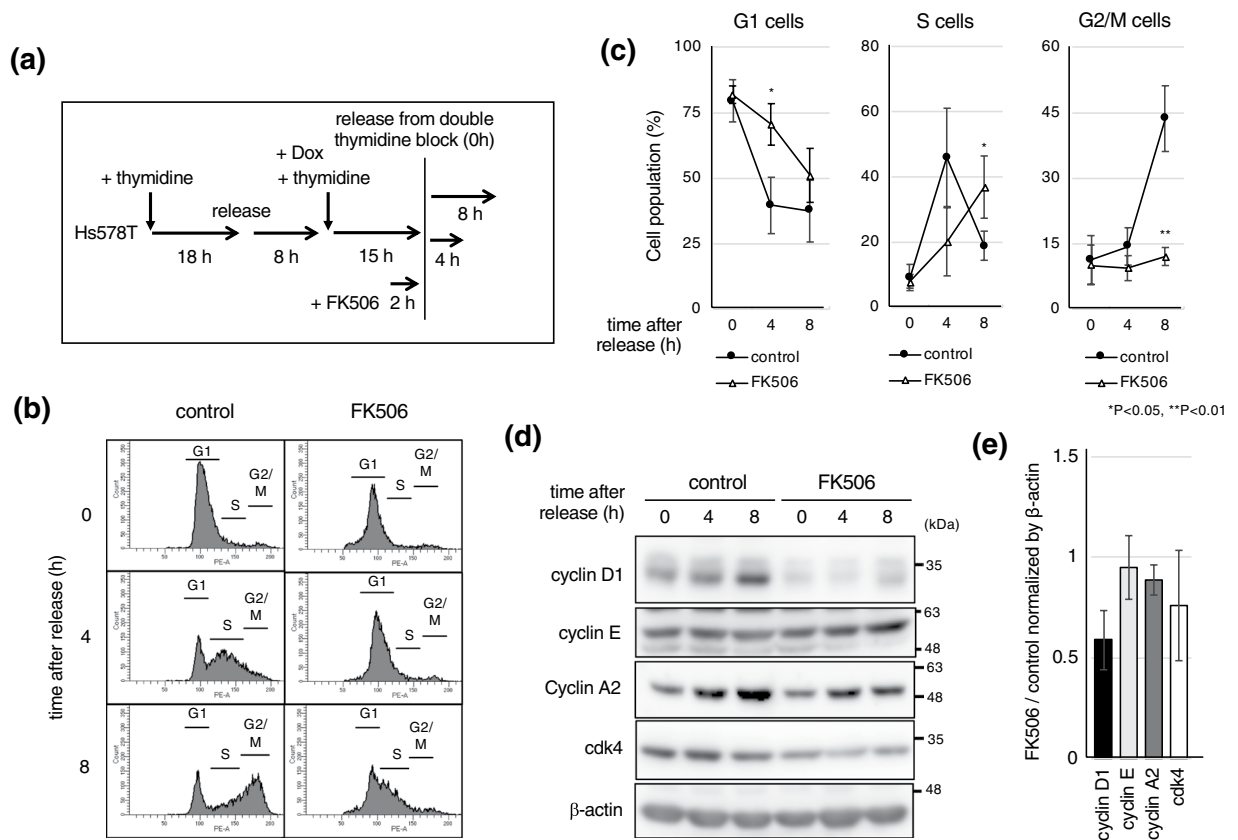 (a)
release from double
thymidine block (0h)
+ Dox
+ thymidine
+ thymidine
release
Hs578T
18 h
8 h
15 h
8 h
4 h
+ FK506
2 h
(b)
control
FK506
time after release (h)
0
4
8
G1
S
G2/
M
G1
S
G2/
M
G1
S
G2/
M
G1
S
G2/
M
G1
S
G2/
M
G1
S
G2/
M
Count
PE-A
50 100 150 200
(c)
G1 cells
S cells
G2/M cells
Cell population (%)
100
75
50
25
0
*
80
60
40
20
0
*
60
45
30
15
0
**
time after
release (h)
0 4 8
0 4 8
0 4 8
control
FK506
control
FK506
control
FK506
*P<0.05, **P<0.01
(d)
control
FK506
time after
release (h)
0 4 8 0 4 8
(kDa)
cyclin D1
35
cyclin E
63
48
Cyclin A2
63
48
cdk4
35
β-actin
48
(e)
FK506 / control normalized by β-actin
1.5
1
0.5
0
cyclin D1
cyclin E
cyclin A2
cdk4